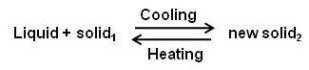 Cooling
Liquid + solid₁ new solid₂
Heating